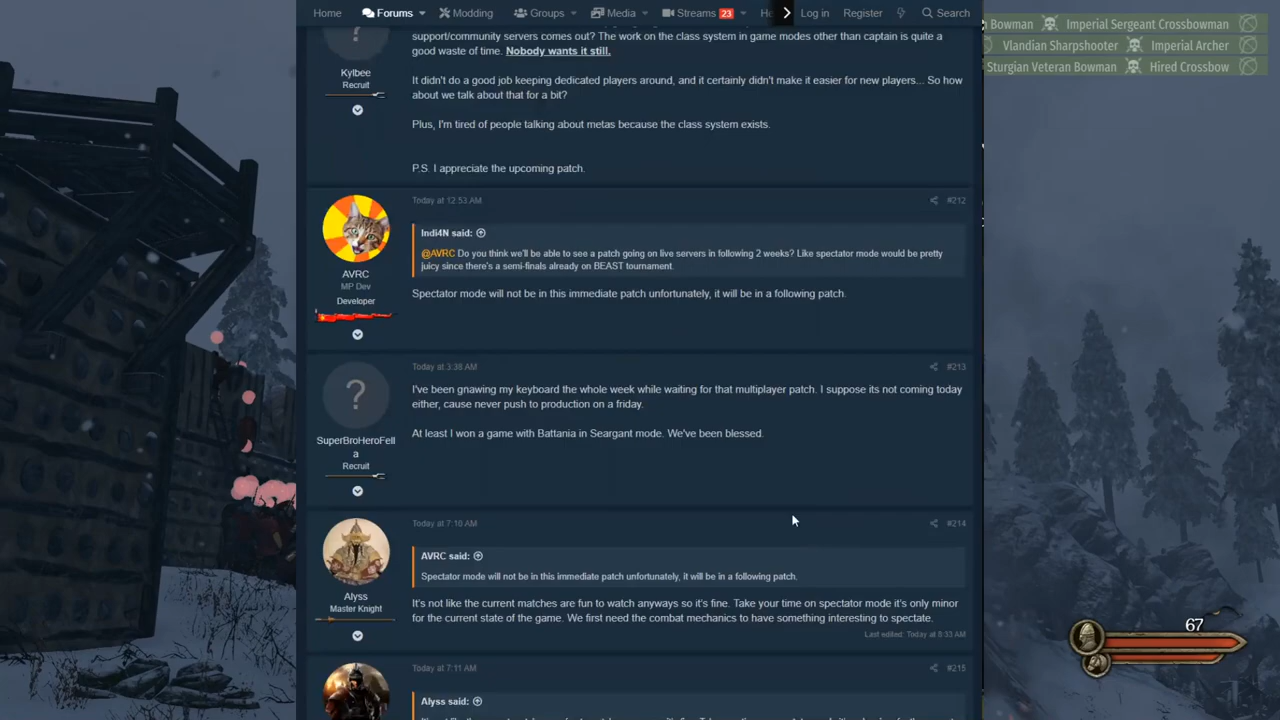 Home Forums Modding Groups Media Streams 23 Log in Register Search
Bowman Imperial Sergeant Crossbowman
Vlandian Sharpshooter Imperial Archer
Sturgian Veteran Bowman Hired Crossbow
support/community servers comes out? The work on the class system in game modes other than captain is quite a
good waste of time. Nobody wants it still.
Kylbee
Recruit
It didn't do a good job keeping dedicated players around, and it certainly didn't make it easier for new players... So how
about we talk about that for a bit?
Plus, I'm tired of people talking about metas because the class system exists.
P.S. I appreciate the upcoming patch.
Today at 12:53 AM #212
AVRC
MP Dev
Developer
Indi4N said:
@AVRC Do you think we'll be able to see a patch going on live servers in following 2 weeks? Like spectator mode would be pretty
juicy since there's a semi-finals already on BEAST tournament.
Spectator mode will not be in this immediate patch unfortunately, it will be in a following patch.
Today at 3:38 AM #213
SuperBroHeroFell
a
Recruit
I've been gnawing my keyboard the whole week while waiting for that multiplayer patch. I suppose its not coming today
either, cause never push to production on a friday.
At least I won a game with Battania in Seargant mode. We've been blessed.
Today at 7:10 AM #214
Alyss
Master Knight
AVRC said:
Spectator mode will not be in this immediate patch unfortunately, it will be in a following patch.
It's not like the current matches are fun to watch anyways so it's fine. Take your time on spectator mode it's only minor
for the current state of the game. We first need the combat mechanics to have something interesting to spectate.
Last edited: Today at 8:33 AM
67
Today at 7:11 AM #215
Alyss said: